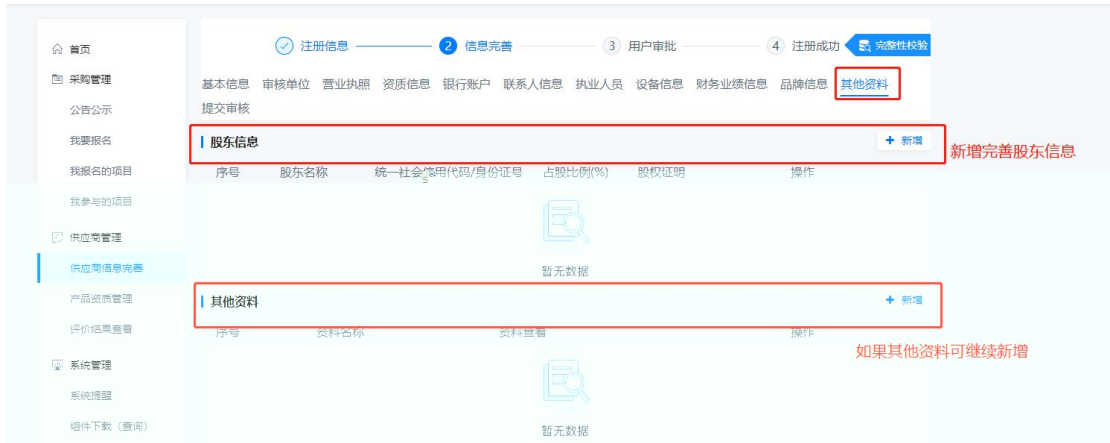 首页
采购管理
公告公示
我要报名
我报名的项目
我参与的项目
供应商管理
供应商信息完善
产品资质管理
评价结果查看
系统管理
系统提醒
组件下载（查询）
注册信息 2 信息完善 3 用户审批 4 注册成功 完整性校验
基本信息 审核单位 营业执照 资质信息 银行账户 联系人信息 执业人员 设备信息 财务业绩信息 品牌信息 其他资料
提交审核
股东信息 + 新增
新增完善股东信息
序号 股东名称 统一社会信用代码/身份证号 占股比例(%) 股权证明 操作
暂无数据
其他资料 + 新增
序号 资料名称 资料查看 操作
如果其他资料可继续新增
暂无数据